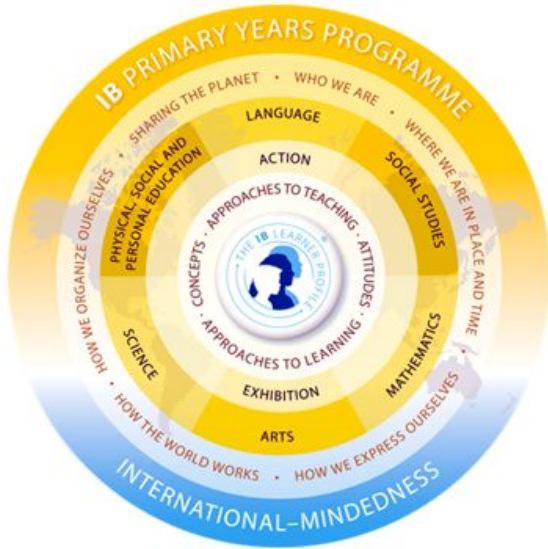 IB PRIMARY YEARS PROGRAMME
SHARING THE PLANET • WHO WE ARE • WHERE WE ARE IN PLACE AND TIME • HOW WE EXPRESS OURSELVES • HOW THE WORLD WORKS • HOW WE ORGANIZE OURSELVES •
LANGUAGE
SOCIAL STUDIES
MATHEMATICS
ARTS
SCIENCE
PHYSICAL, SOCIAL AND
PERSONAL EDUCATION
ACTION
EXHIBITION
APPROACHES TO TEACHING · ATTITUDES · APPROACHES TO LEARNING · CONCEPTS ·
THE IB LEARNER PROFILE
®
INTERNATIONAL–MINDEDNESS